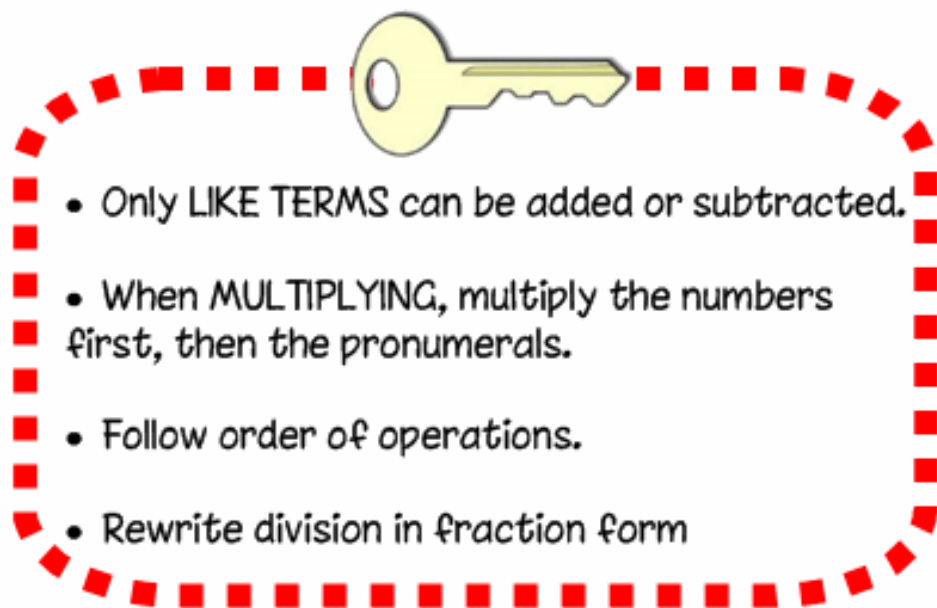 • Only LIKE TERMS can be added or subtracted.
• When MULTIPLYING, multiply the numbers
first, then the pronumerals.
• Follow order of operations.
• Rewrite division in fraction form